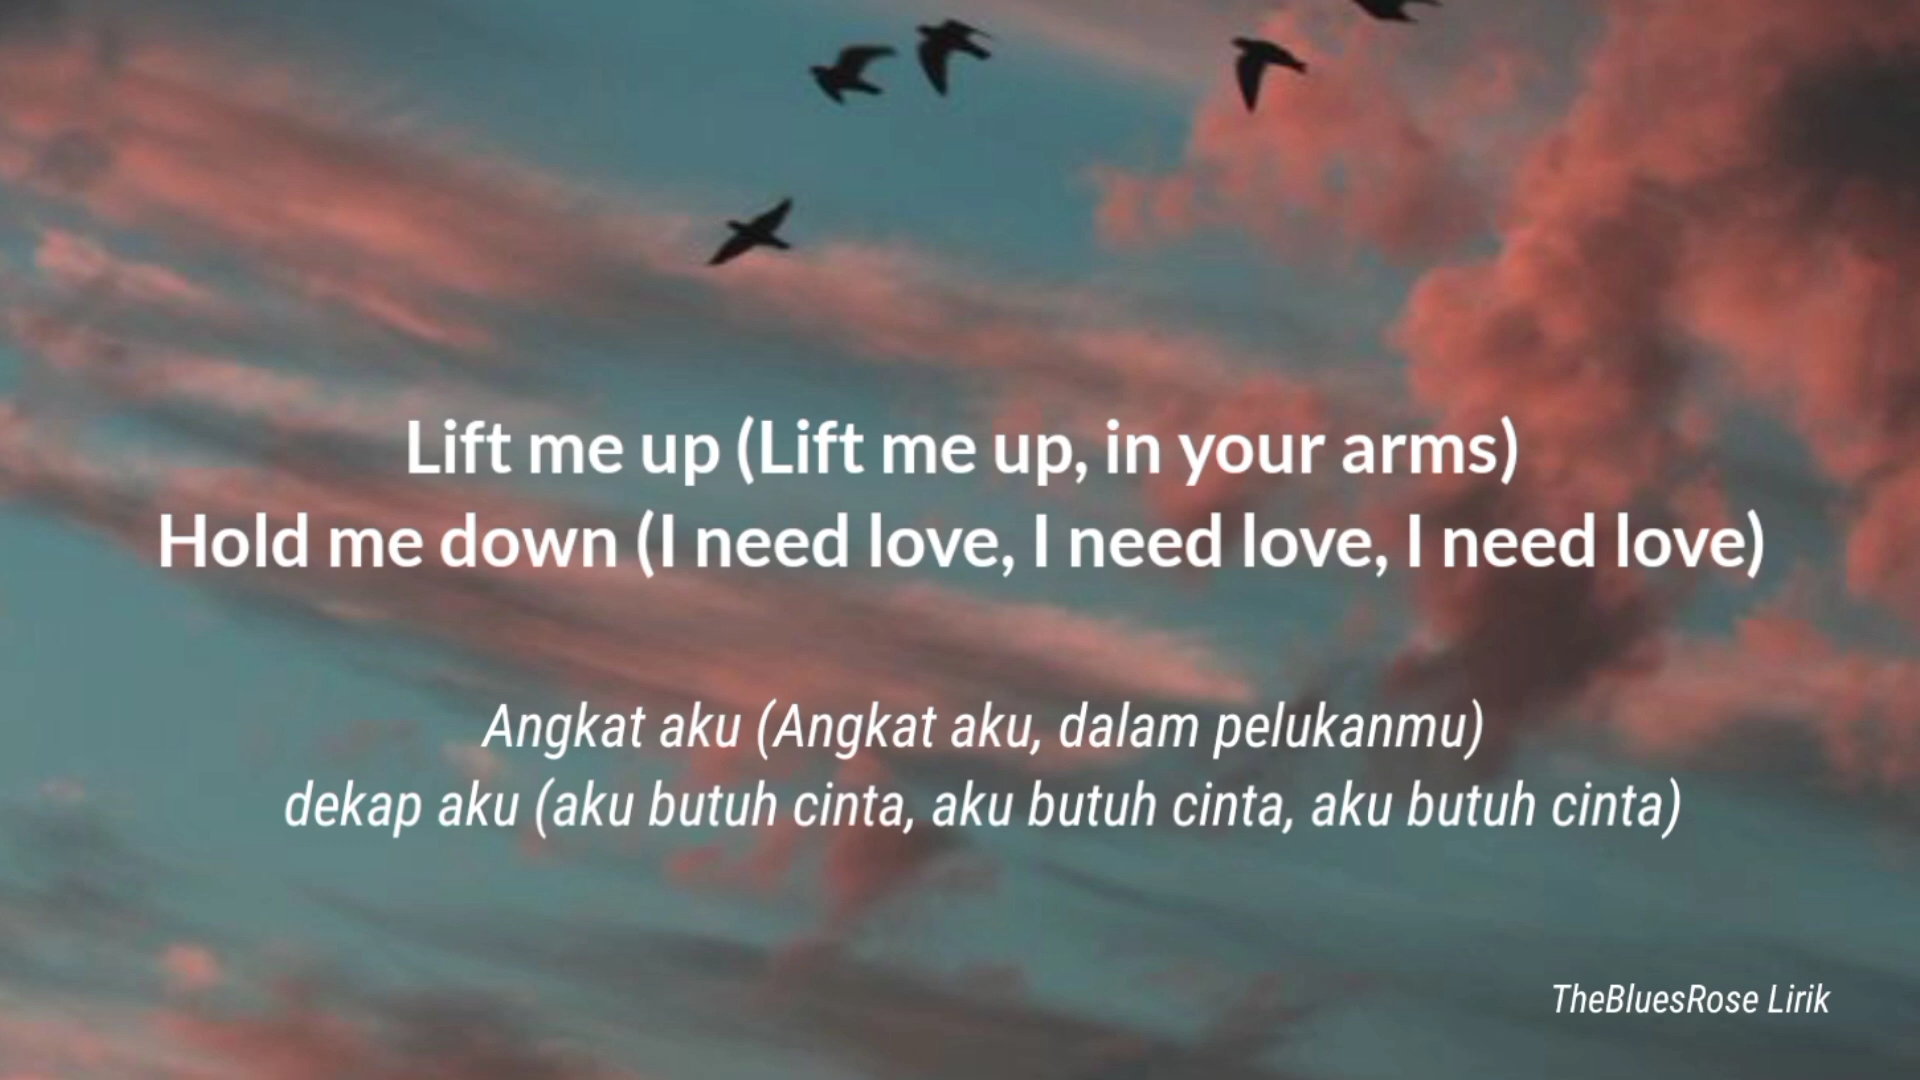 Lift me up (Lift me up, in your arms)
Hold me down (I need love, I need love, I need love)
Angkat aku (Angkat aku, dalam pelukanmu)
dekap aku (aku butuh cinta, aku butuh cinta, aku butuh cinta)
TheBluesRose Lirik